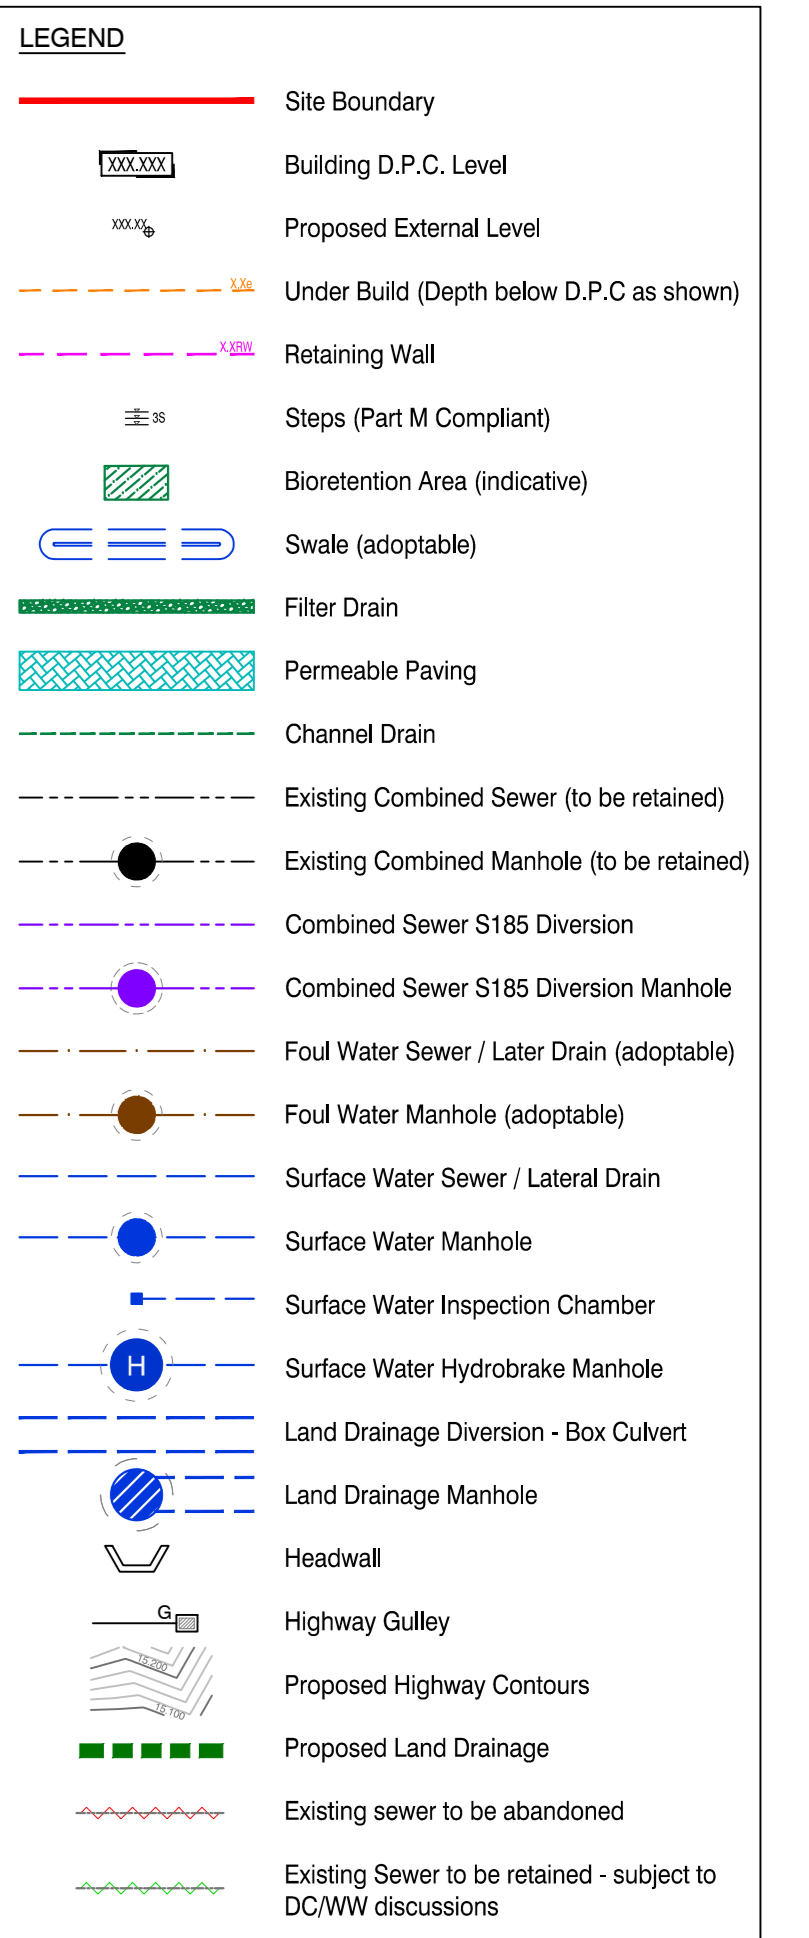 LEGEND
Site Boundary
XXX.XXX Building D.P.C. Level
XXX.XX Proposed External Level
X.Xe Under Build (Depth below D.P.C as shown)
X.XRW Retaining Wall
3S Steps (Part M Compliant)
Bioretention Area (indicative)
Swale (adoptable)
Filter Drain
Permeable Paving
Channel Drain
Existing Combined Sewer (to be retained)
Existing Combined Manhole (to be retained)
Combined Sewer S185 Diversion
Combined Sewer S185 Diversion Manhole
Foul Water Sewer / Later Drain (adoptable)
Foul Water Manhole (adoptable)
Surface Water Sewer / Lateral Drain
Surface Water Manhole
Surface Water Inspection Chamber
H Surface Water Hydrobrake Manhole
Land Drainage Diversion - Box Culvert
Land Drainage Manhole
Headwall
G Highway Gulley
15.200
Proposed Highway Contours
15.100
Proposed Land Drainage
Existing sewer to be abandoned
Existing Sewer to be retained - subject to
DC/WW discussions